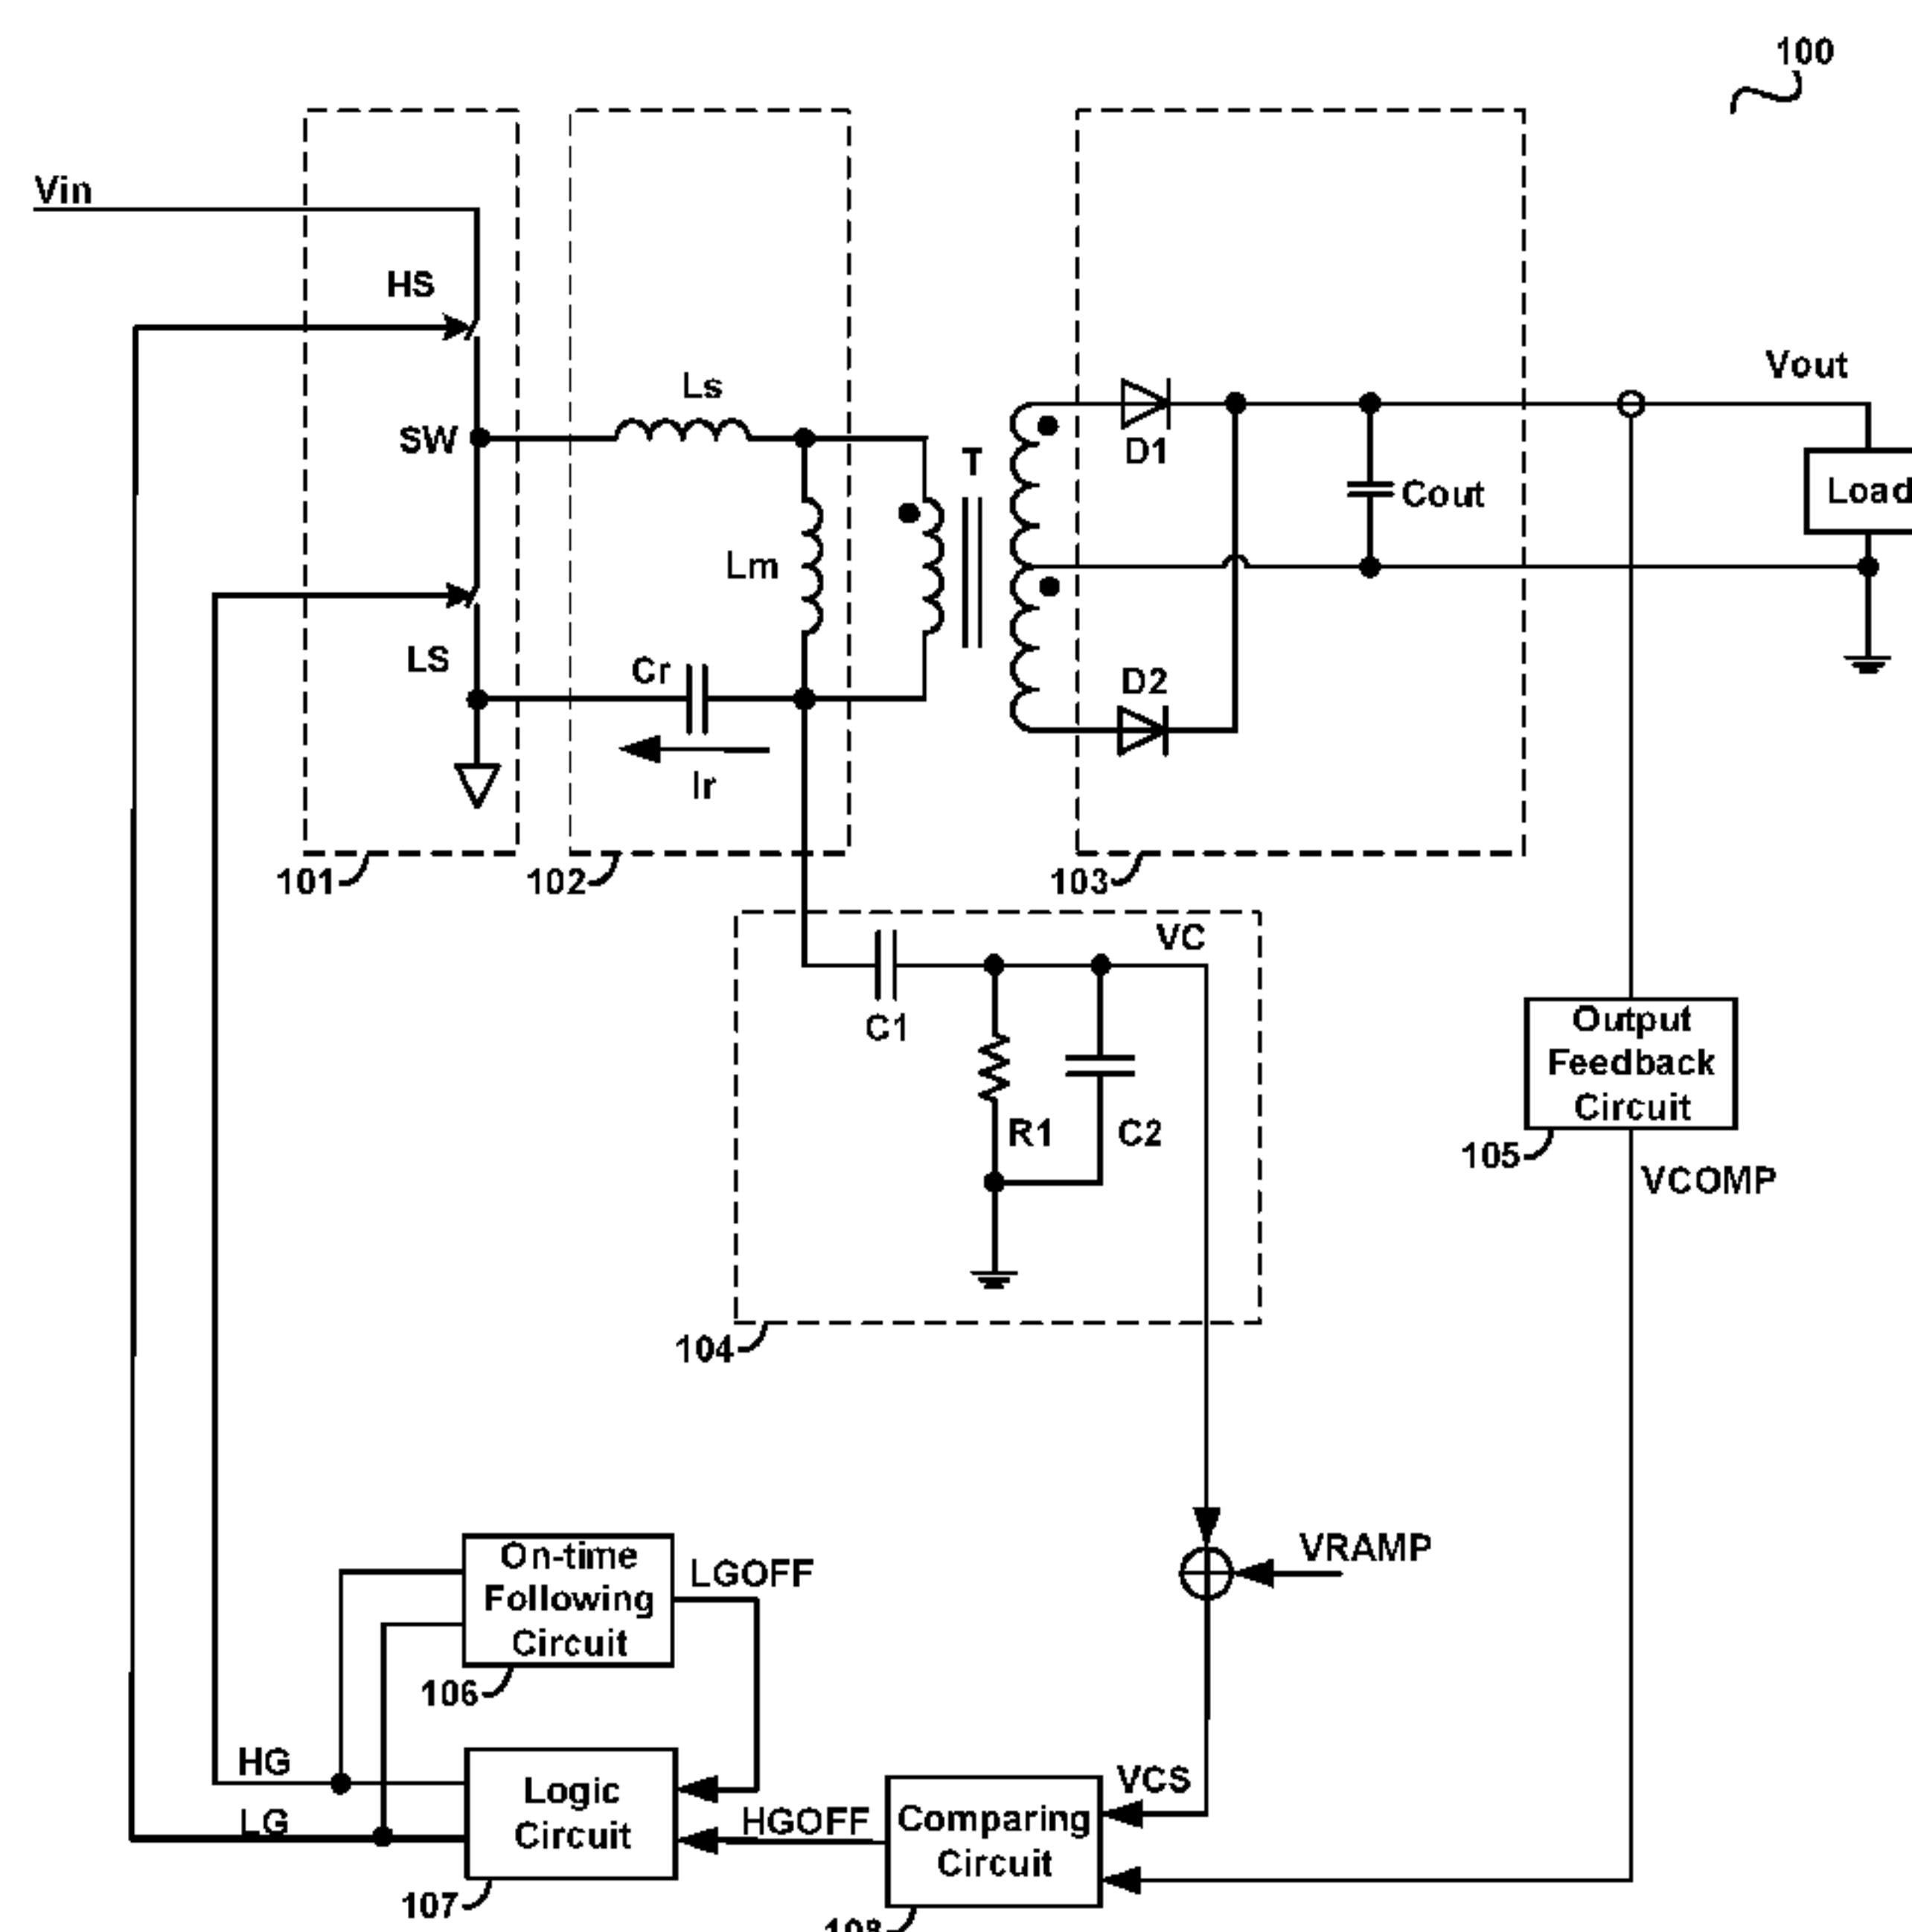 100
Vin
HS
Ls
Vout
SW
T
D1
Load
Cout
Lm
LS
Cr
D2
Ir
101
102
103
VC
C1
Output
Feedback
Circuit
R1
C2
105
VCOMP
104
On-time
Following
Circuit
LGOFF
VRAMP
106
HG
Logic
Circuit
VCS
LG
HGOFF
Comparing
Circuit
107
108